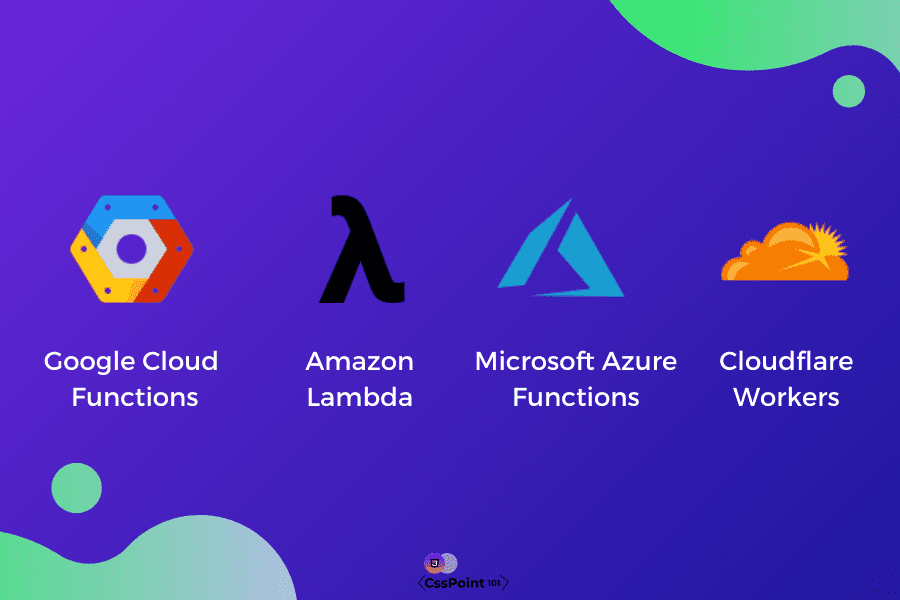 Google Cloud
Functions
Amazon
Lambda
Microsoft Azure
Functions
Cloudflare
Workers
<CssPoint 101>